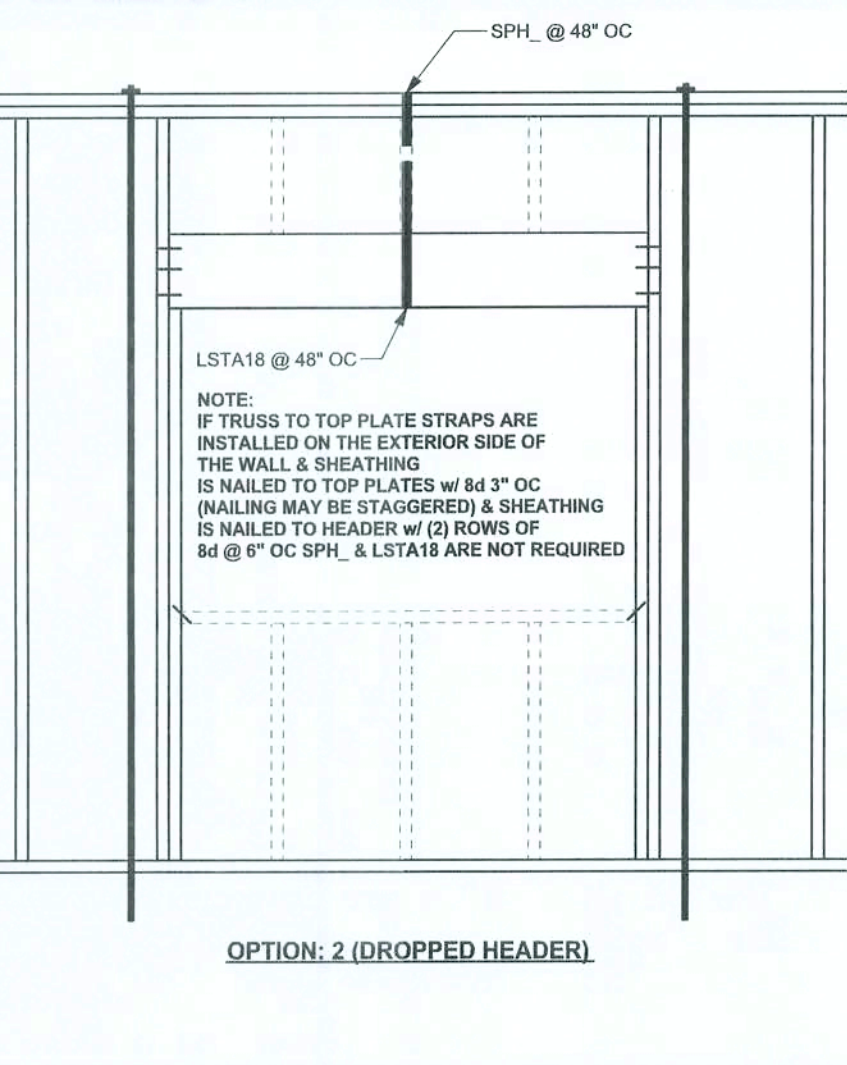 SPH_ @ 48" OC
LSTA18 @ 48" OC
NOTE:
IF TRUSS TO TOP PLATE STRAPS ARE
INSTALLED ON THE EXTERIOR SIDE OF
THE WALL & SHEATHING
IS NAILED TO TOP PLATES w/ 8d 3" OC
(NAILING MAY BE STAGGERED) & SHEATHING
IS NAILED TO HEADER w/ (2) ROWS OF
8d @ 6" OC SPH_ & LSTA18 ARE NOT REQUIRED
OPTION: 2 (DROPPED HEADER)